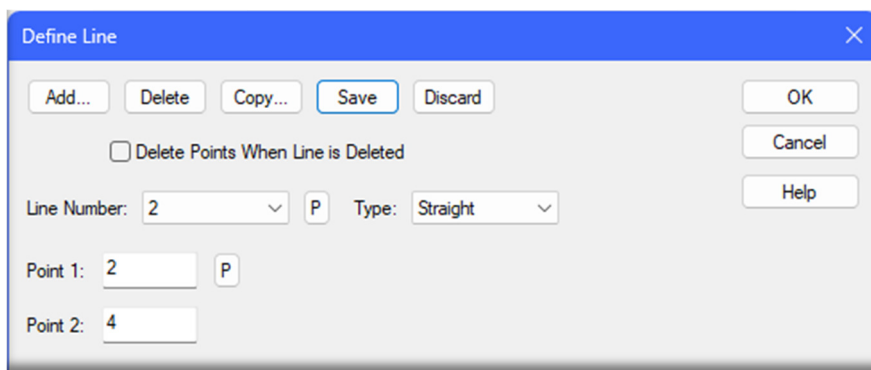 Define Line
Add... Delete Copy... Save Discard OK
Cancel
Delete Points When Line is Deleted
Help
Line Number: 2 P Type: Straight
Point 1: 2 P
Point 2: 4